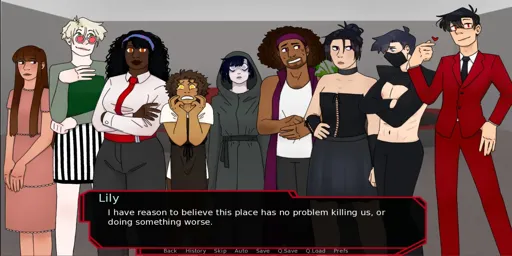 Lily
I have reason to believe this place has no problem killing us, or
doing something worse.
Back History Skip Auto Save Q.Save Q.Load Prefs